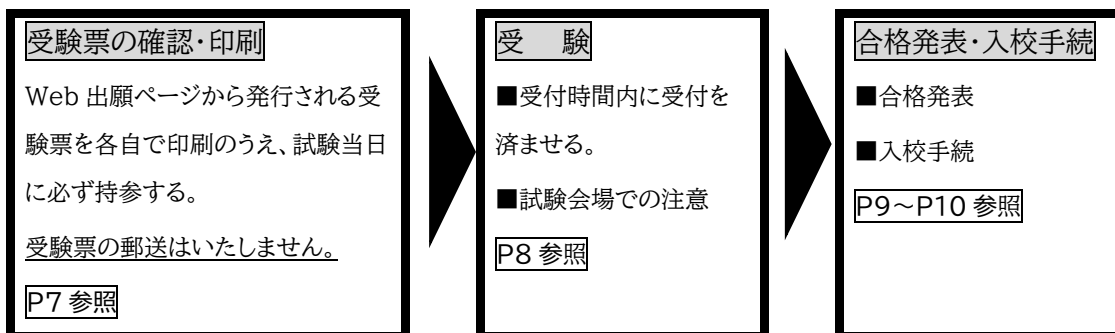 受験票の確認・印刷
Web 出願ページから発行される受
験票を各自で印刷のうえ、試験当日
に必ず持参する。
受験票の郵送はいたしません。
P7 参照
受　験
■受付時間内に受付を
済ませる。
■試験会場での注意
P8 参照
合格発表・入校手続
■合格発表
■入校手続
P9～P10 参照